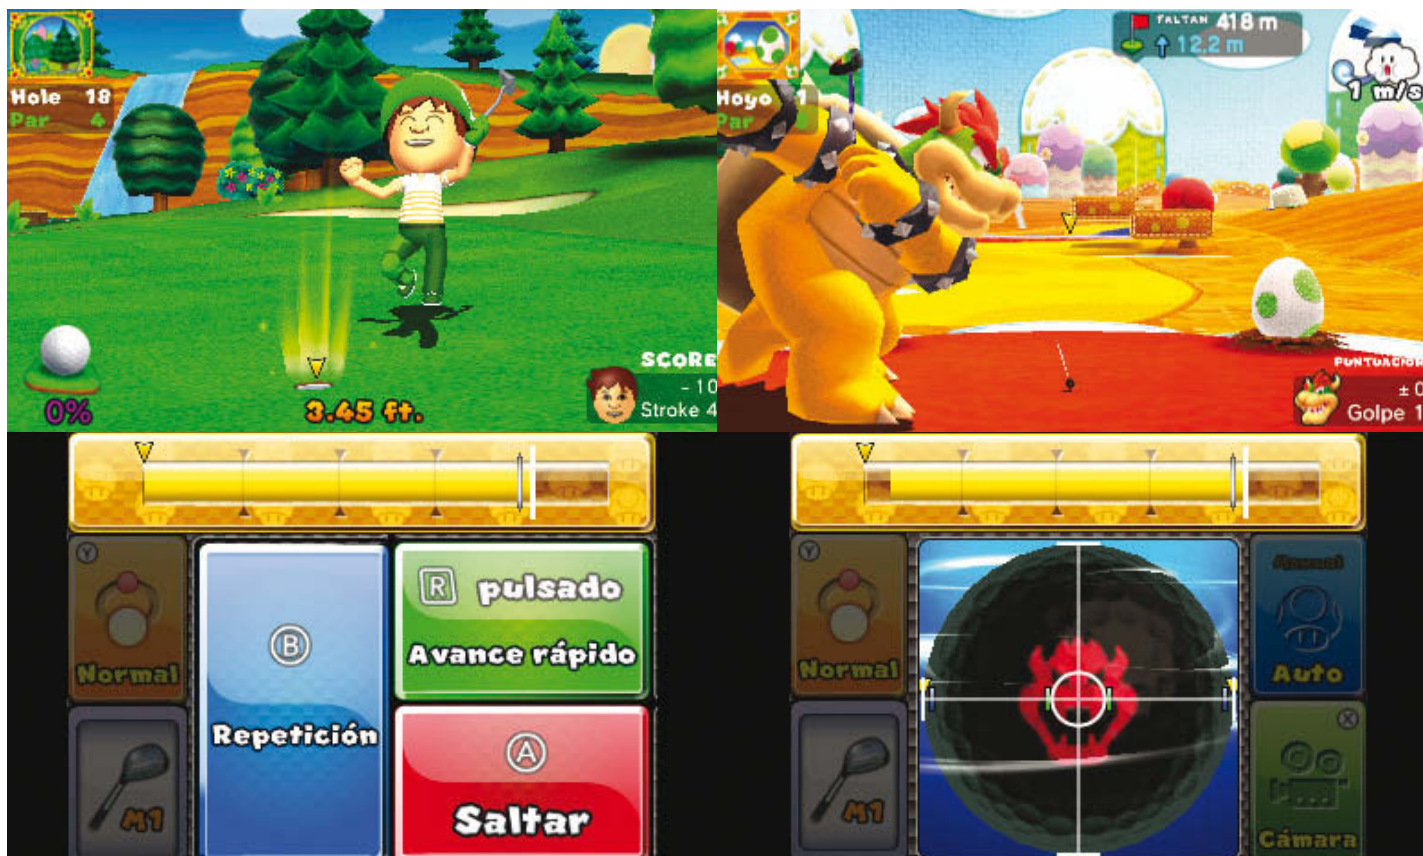 Hole 18
Par 4
0%
3.45 ft.
SCORE
- 10
Stroke 4
Hoyo 1
Par
FALTAN 418 m
12,2 m
1 m/s
PUNTUACIÓN
± 0
Golpe 1
Y
Normal
M1
B
Repetición
R pulsado
Avance rápido
A
Saltar
Y
Normal
M1
Manual
Auto
X
Cámara